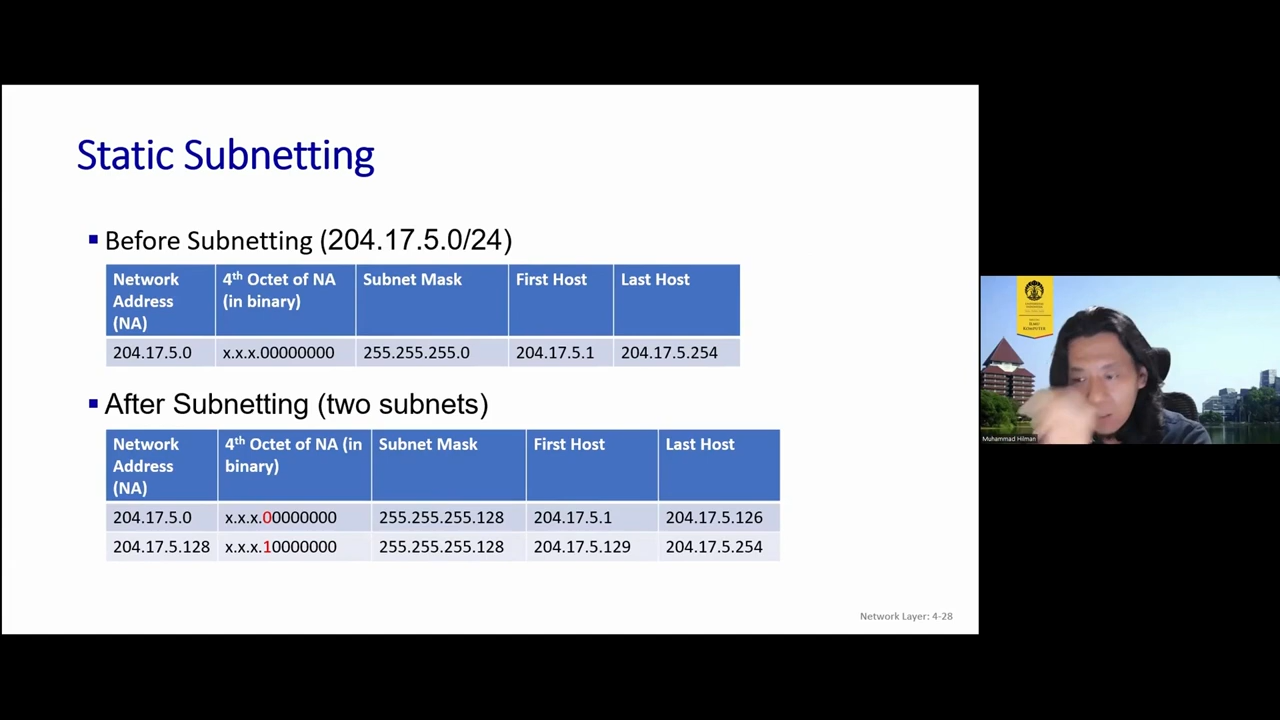 Static Subnetting
▪ Before Subnetting (204.17.5.0/24)
Network Address (NA) 4th Octet of NA (in binary) Subnet Mask First Host Last Host
204.17.5.0 x.x.x.00000000 255.255.255.0 204.17.5.1 204.17.5.254
▪ After Subnetting (two subnets)
Network Address (NA) 4th Octet of NA (in binary) Subnet Mask First Host Last Host
204.17.5.0 x.x.x.00000000 255.255.255.128 204.17.5.1 204.17.5.126
204.17.5.128 x.x.x.10000000 255.255.255.128 204.17.5.129 204.17.5.254
Network Layer: 4-28
Muhammad Hilman